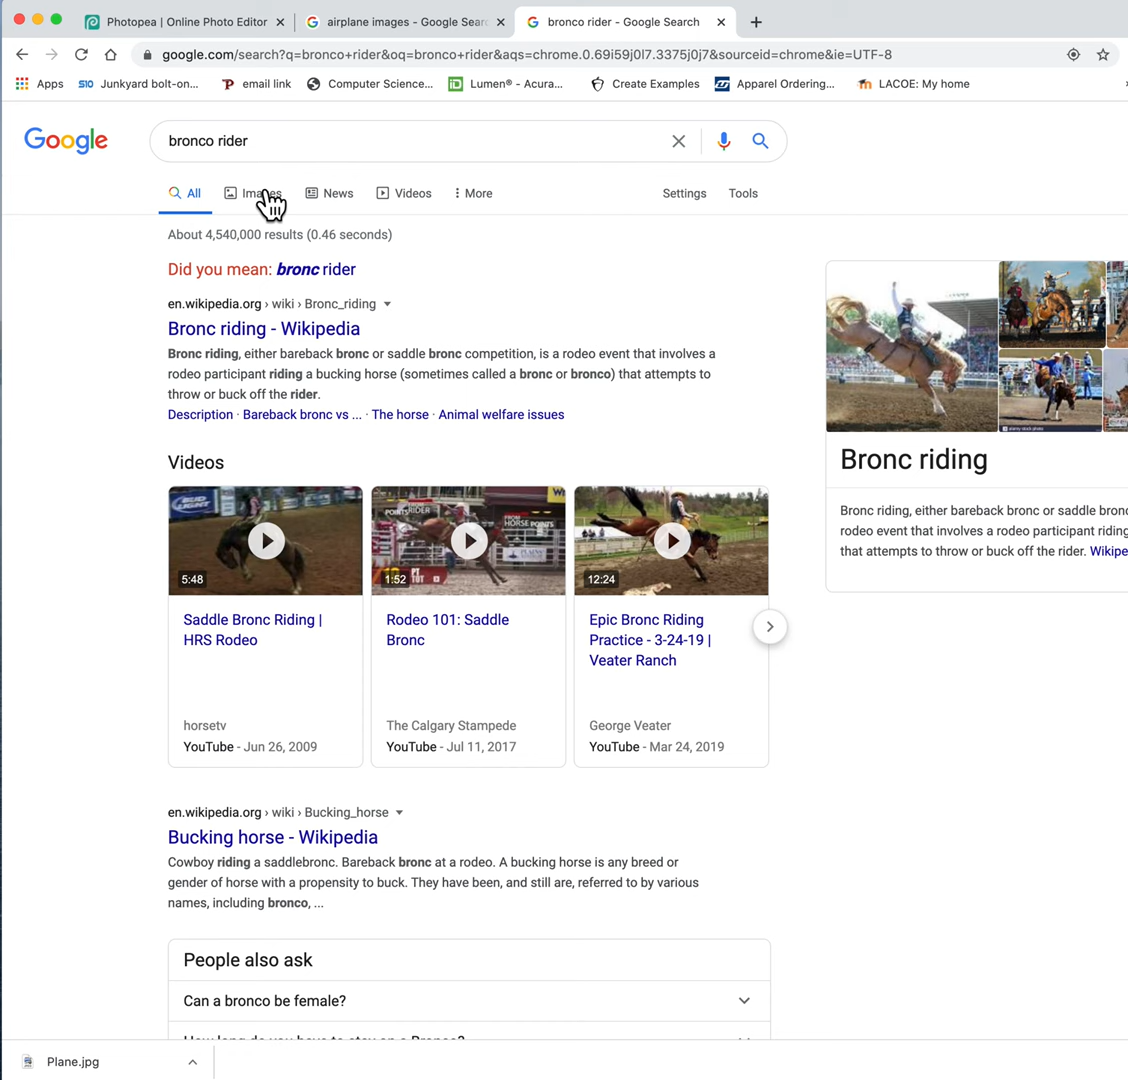 Photopea | Online Photo Editor
airplane images - Google Sear
bronco rider - Google Search
google.com/search?q=bronco+rider&oq=bronco+rider&aqs=chrome.0.69i59j0l7.3375j0j7&sourceid=chrome&ie=UTF-8
Apps
Junkyard bolt-on...
email link
Computer Science...
Lumen® - Acura...
Create Examples
Apparel Ordering...
LACOE: My home
Google
bronco rider
All
Images
News
Videos
More
Settings
Tools
About 4,540,000 results (0.46 seconds)
Did you mean: bronc rider
en.wikipedia.org › wiki › Bronc_riding
Bronc riding - Wikipedia
Bronc riding, either bareback bronc or saddle bronc competition, is a rodeo event that involves a
rodeo participant riding a bucking horse (sometimes called a bronc or bronco) that attempts to
throw or buck off the rider.
Description · Bareback bronc vs ... · The horse · Animal welfare issues
Bronc riding
Bronc riding, either bareback bronc or saddle bronc
rodeo event that involves a rodeo participant riding
that attempts to throw or buck off the rider. Wikipe
Videos
5:48
1:52
12:24
Saddle Bronc Riding |
HRS Rodeo
horsetv
YouTube - Jun 26, 2009
Rodeo 101: Saddle
Bronc
The Calgary Stampede
YouTube - Jul 11, 2017
Epic Bronc Riding
Practice - 3-24-19 |
Veater Ranch
George Veater
YouTube - Mar 24, 2019
en.wikipedia.org › wiki › Bucking_horse
Bucking horse - Wikipedia
Cowboy riding a saddlebronc. Bareback bronc at a rodeo. A bucking horse is any breed or
gender of horse with a propensity to buck. They have been, and still are, referred to by various
names, including bronco, ...
People also ask
Can a bronco be female?
How long do you have to stay on a Bronco?
Plane.jpg